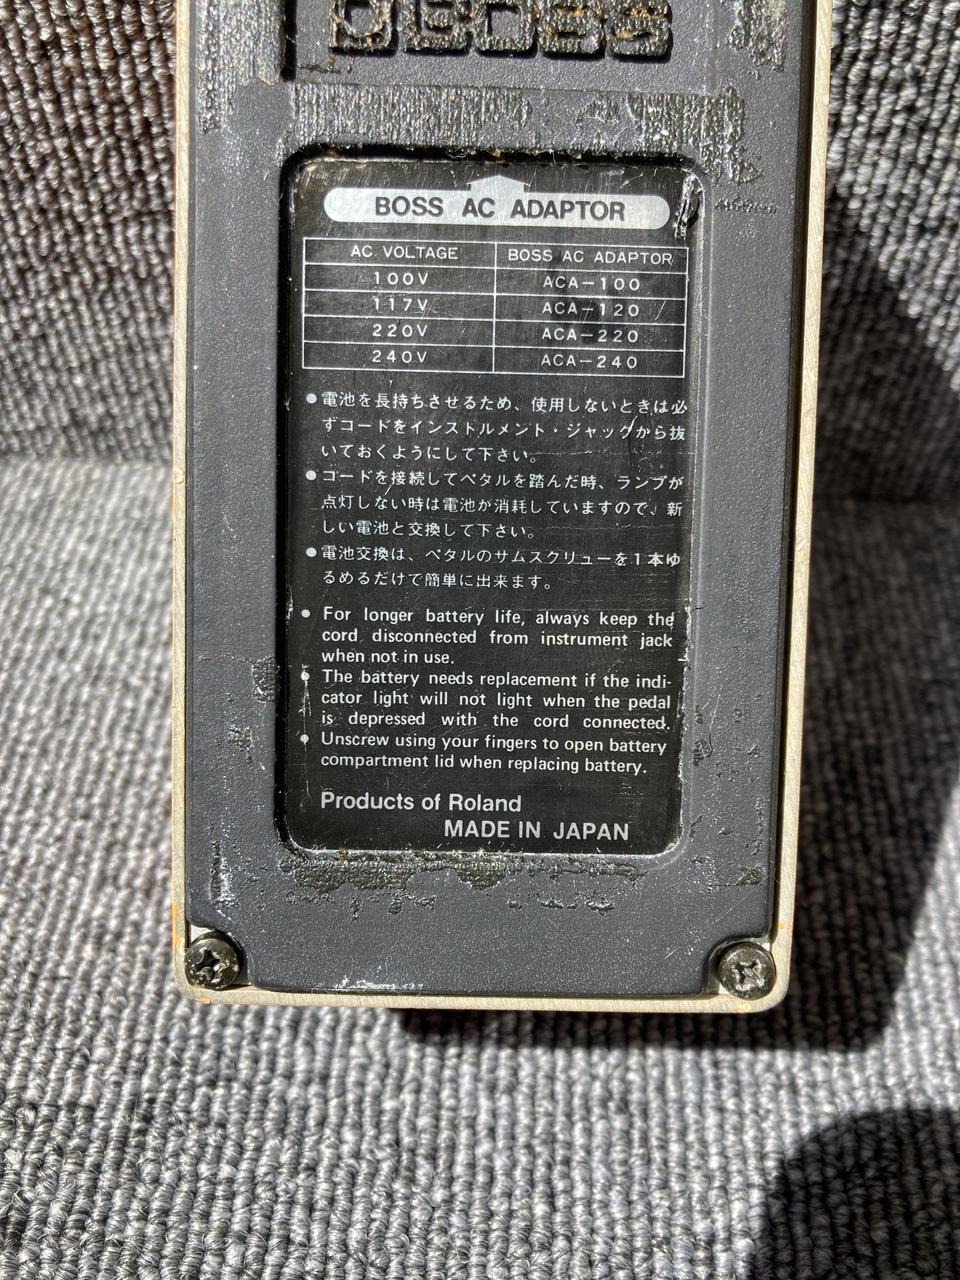 BOSS
BOSS AC ADAPTOR
AC VOLTAGE BOSS AC ADAPTOR
100V ACA-100
117V ACA-120
220V ACA-220
240V ACA-240
●電池を長持ちさせるため、使用しないときは必
ずコードをインストルメント・ジャックから抜
いておくようにして下さい。
●コードを接続してペタルを踏んだ時、ランプが
点灯しない時は電池が消耗していますので、新
しい電池と交換して下さい。
●電池交換は、ペタルのサムスクリューを1本ゆ
るめるだけで簡単に出来ます。
● For longer battery life, always keep the
cord disconnected from instrument jack
when not in use.
● The battery needs replacement if the indi-
cator light will not light when the pedal
is depressed with the cord connected.
● Unscrew using your fingers to open battery
compartment lid when replacing battery.
Products of Roland
MADE IN JAPAN